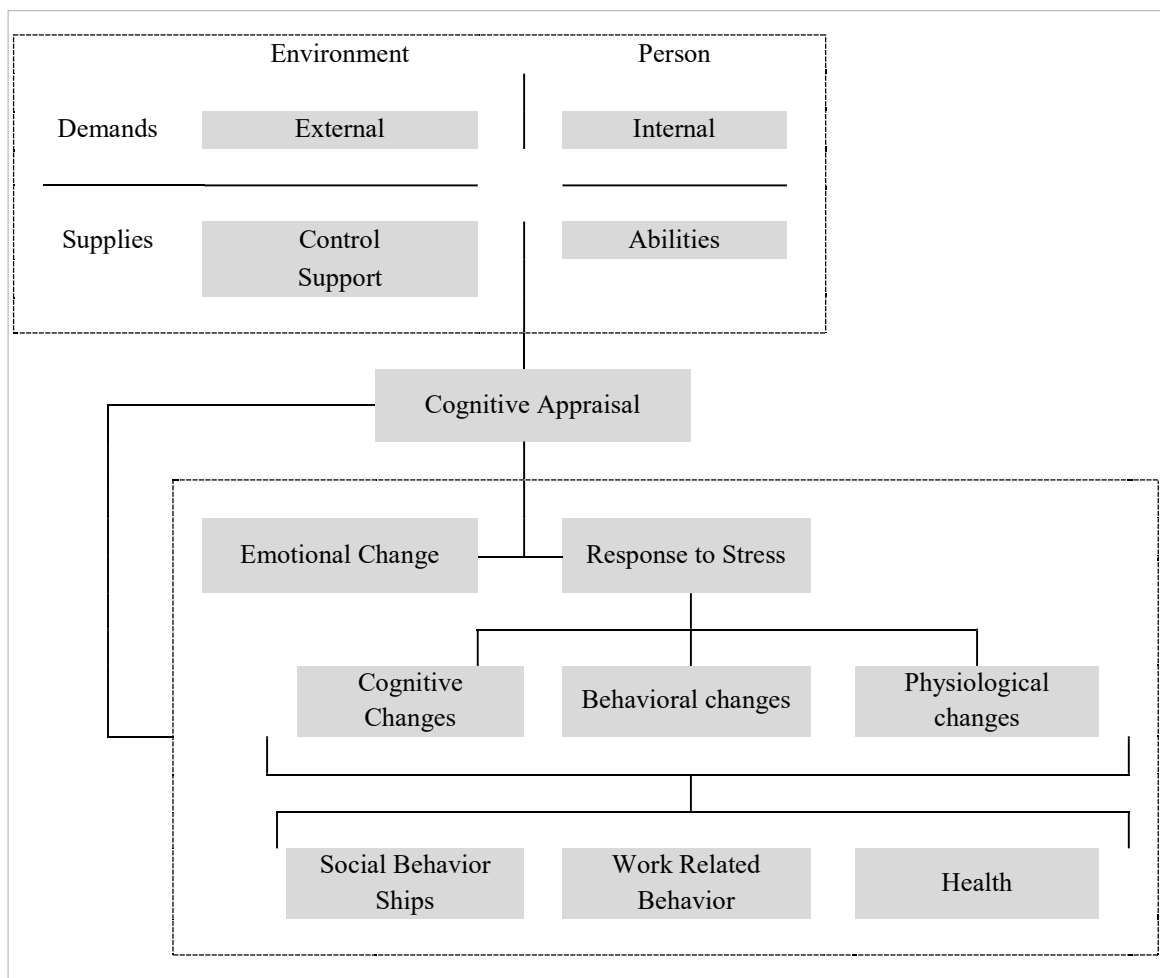 Environment Person
Demands External Internal
Supplies Control Abilities
Support
Cognitive Appraisal
Emotional Change Response to Stress
Cognitive
Changes
Behavioral changes
Physiological
changes
Social Behavior
Ships
Work Related
Behavior
Health